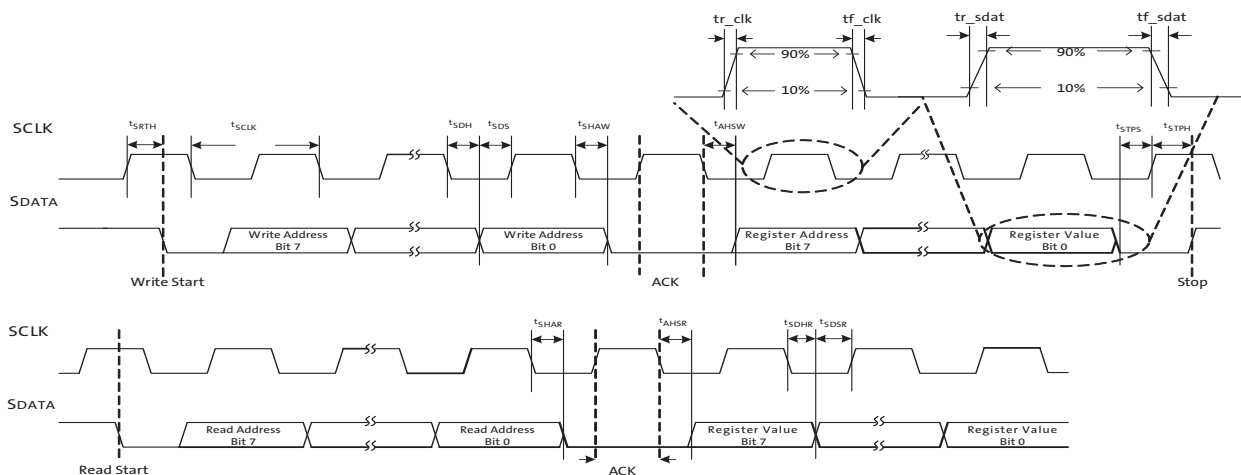 tr_clk tf_clk tr_sdat tf_sdat
90% 90%
10% 10%
SCLK tSRTH tSCLK tSDH tSDS tSHAW tAHSW tSTPS tSTPH
SDATA
Write Address Bit 7
Write Address Bit 0
Register Address Bit 7
Register Value Bit 0
Write Start ACK Stop
SCLK tSHAR tAHSR tSDHR tSDSR
SDATA
Read Address Bit 7
Read Address Bit 0
Register Value Bit 7
Register Value Bit 0
Read Start ACK